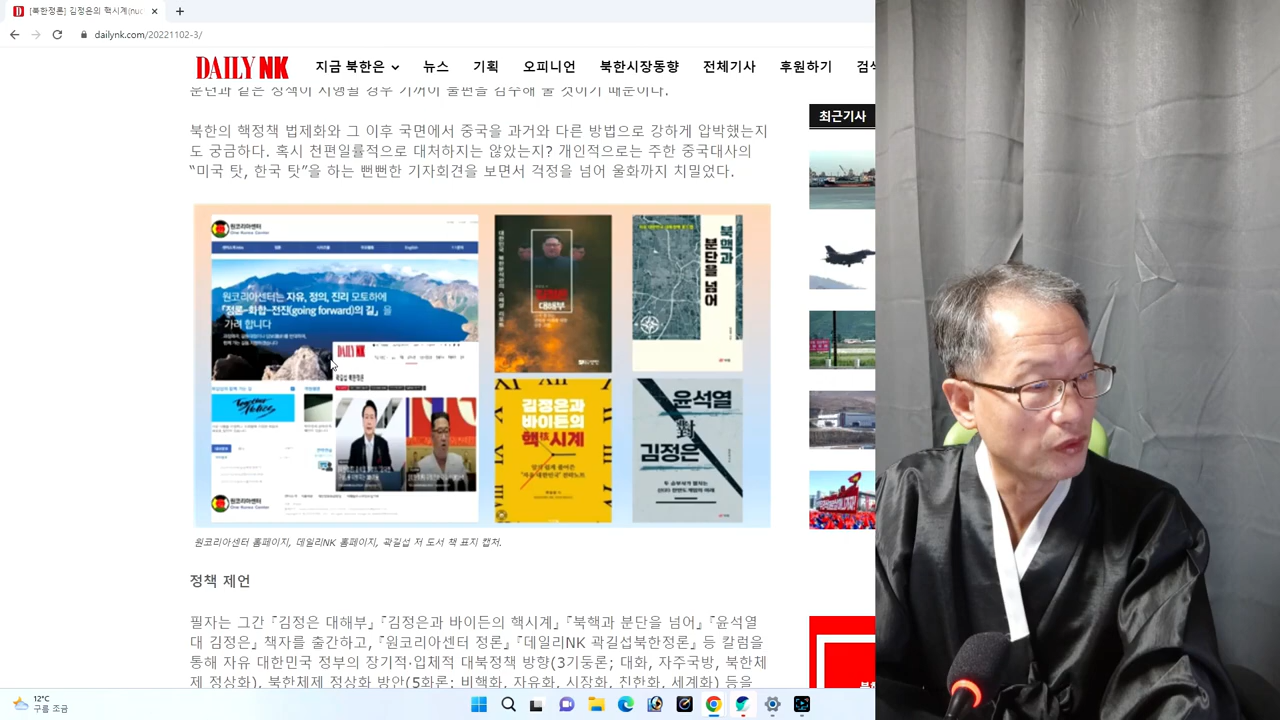 [북한정론] 김정은의 핵시계(nuc
dailynk.com/20221102-3/
DAILY NK
지금 북한은
뉴스
기획
오피니언
북한시장동향
전체기사
후원하기
검색
북한의 핵정책 법제화와 그 이후 국면에서 중국을 과거와 다른 방법으로 강하게 압박했는지
도 궁금하다. 혹시 천편일률적으로 대처하지는 않았는지? 개인적으로는 주한 중국대사의
“미국 탓, 한국 탓”을 하는 뻔뻔한 기자회견을 보면서 걱정을 넘어 울화까지 치밀었다.
최근기사
원코리아센터
One Korea Center
English
원코리아센터는 자유, 정의, 진리 모토하에
「정론-화합-전진(going forward)의 길」을
가려 합니다
DAILY NK
대해부
북핵과
분단을 넘어
김정은과
바이든의
핵시계
윤석열
對
김정은
원코리아센터
원코리아센터 홈페이지, 데일리NK 홈페이지, 곽길섭 저 도서 책 표지 캡처.
정책 제언
필자는 그간 『김정은 대해부』 『김정은과 바이든의 핵시계』 『북핵과 분단을 넘어』 『윤석열
대 김정은』 책자를 출간하고, 『원코리아센터 정론』 『데일리NK 곽길섭북한정론』 등 칼럼을
통해 자유 대한민국 정부의 장기적·입체적 대북정책 방향(3기둥론; 대화, 자주국방, 북한체
제 정상화), 북한체제 정상화 방안(5화론; 비핵화, 자유화, 시장화, 친한화, 세계화) 등을
12℃
구름 조금